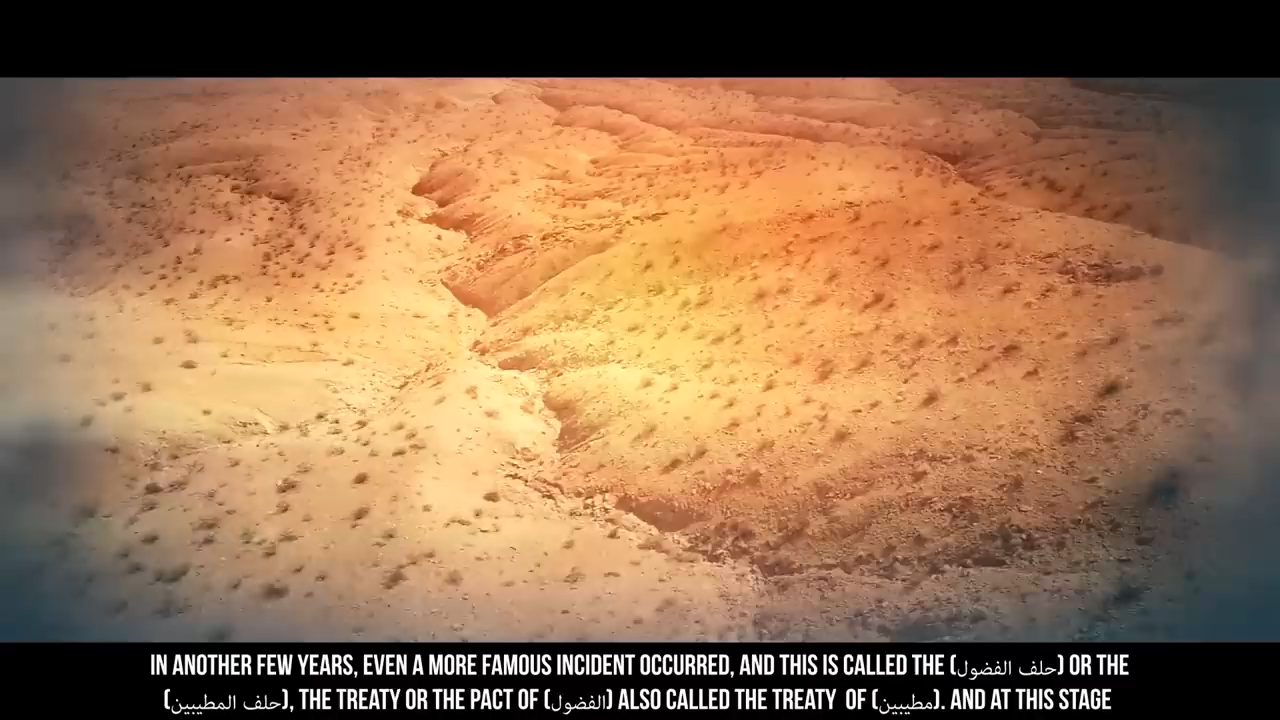 IN ANOTHER FEW YEARS, EVEN A MORE FAMOUS INCIDENT OCCURRED, AND THIS IS CALLED THE (حلف الفضول) OR THE
(حلف المطيبين), THE TREATY OR THE PACT OF (الفضول) ALSO CALLED THE TREATY OF (مطيبين). AND AT THIS STAGE